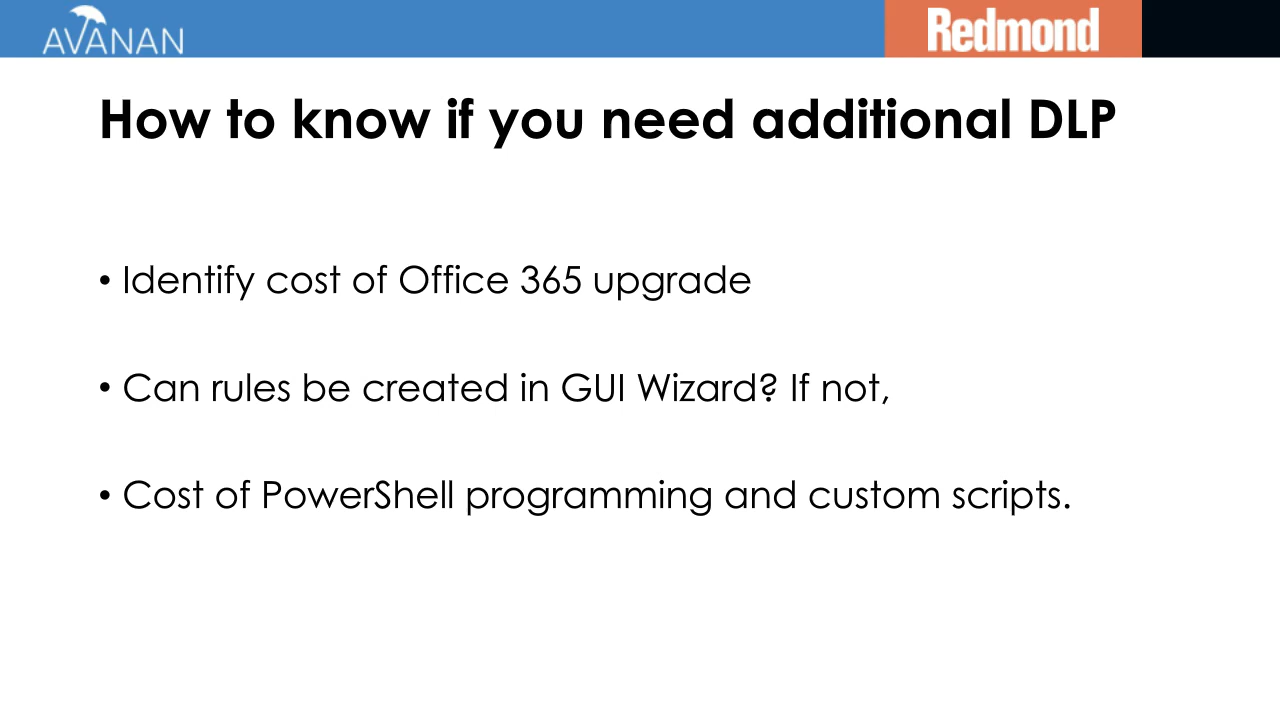 AVANAN
Redmond
How to know if you need additional DLP
• Identify cost of Office 365 upgrade
• Can rules be created in GUI Wizard? If not,
• Cost of PowerShell programming and custom scripts.